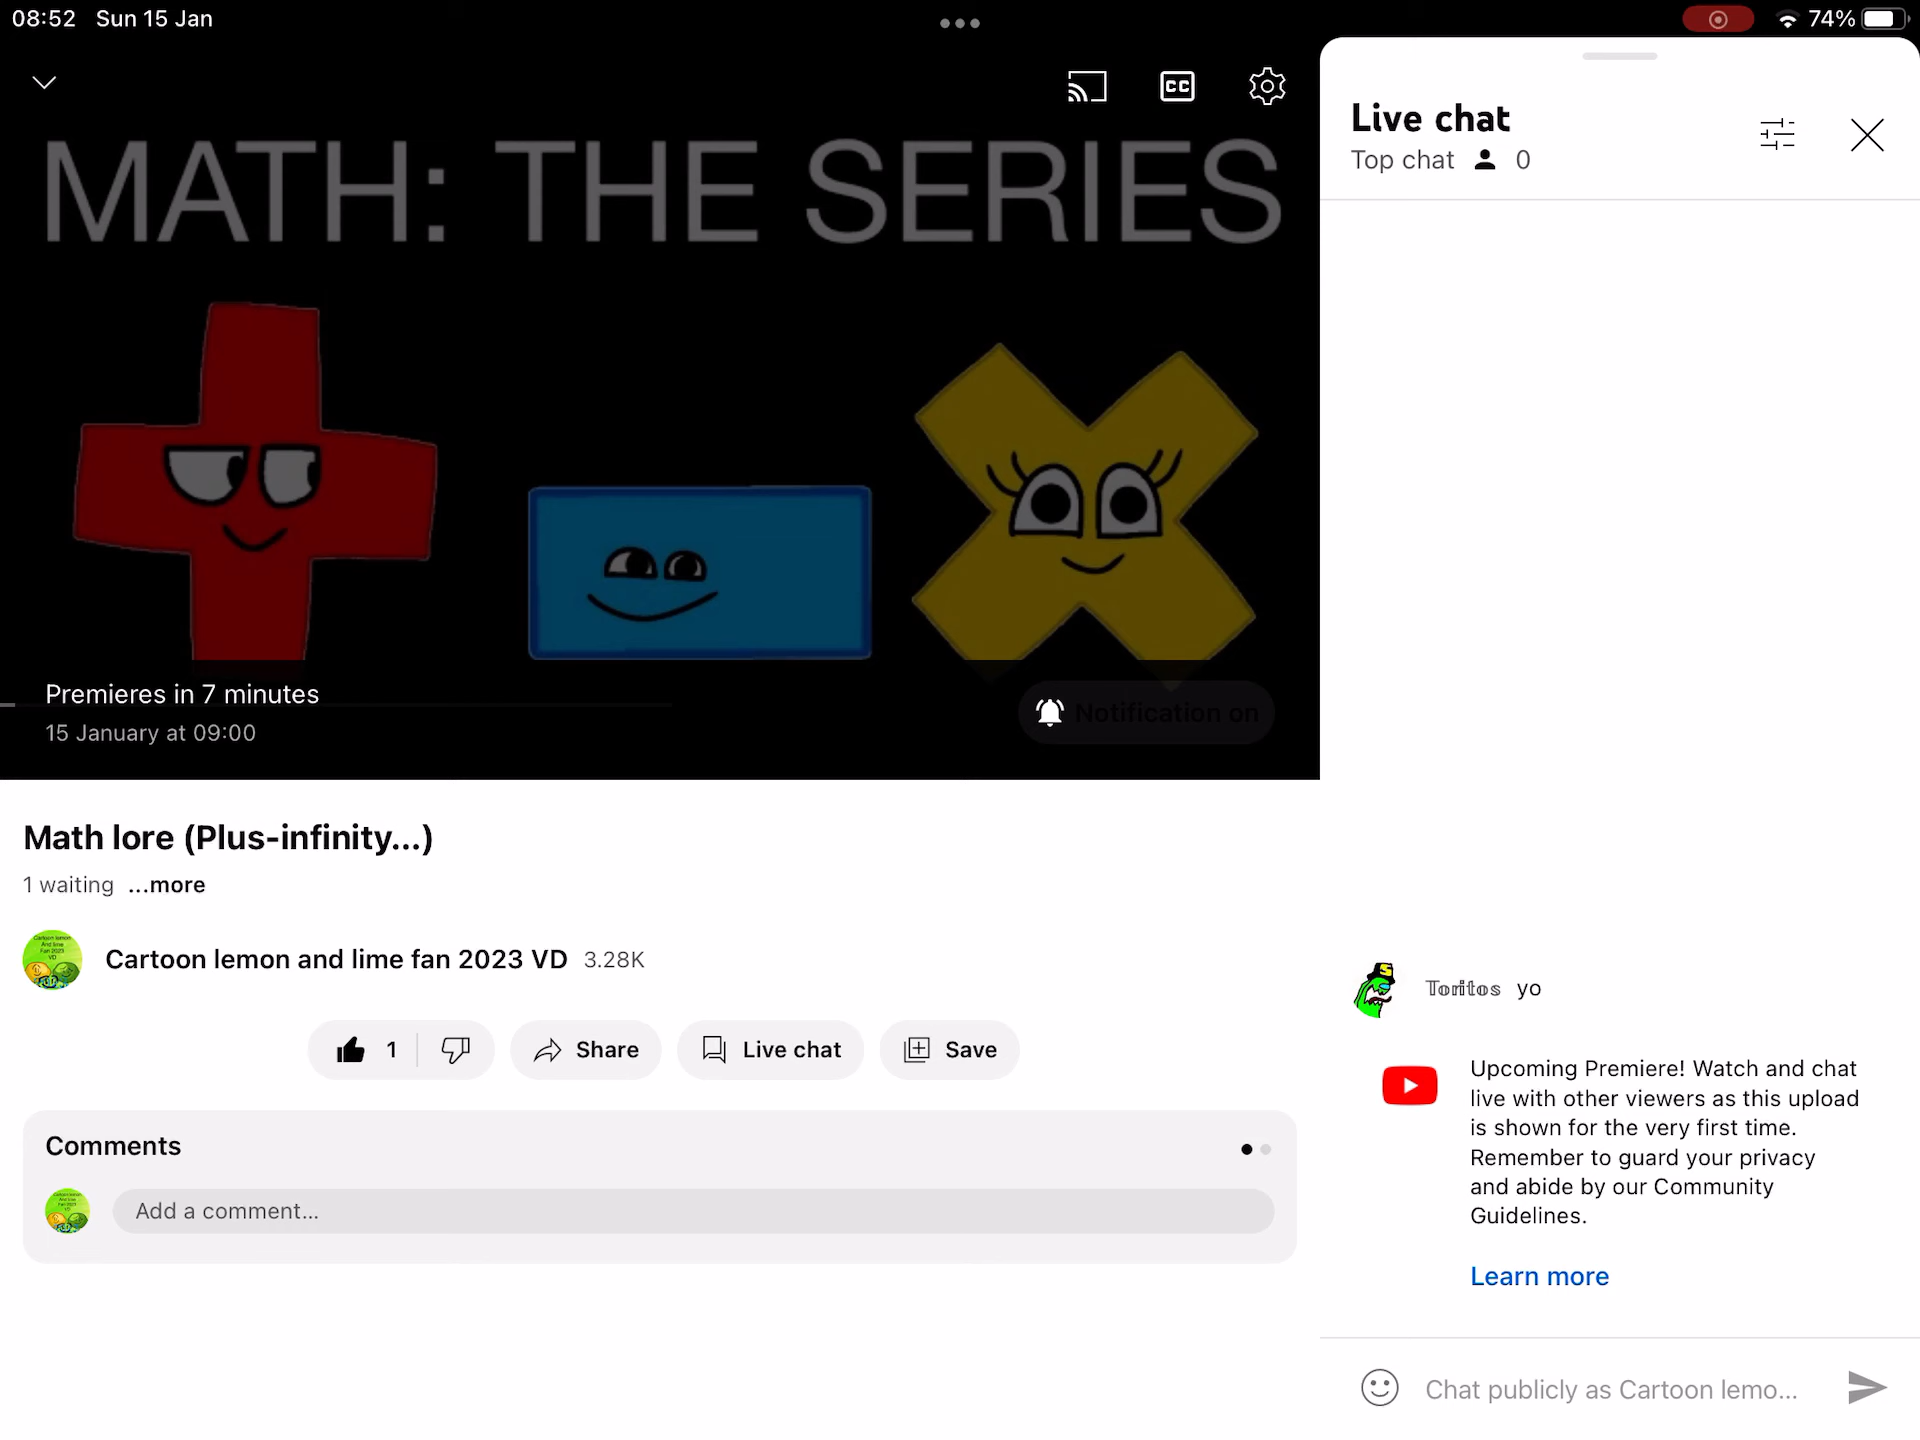 08:52 Sun 15 Jan
74%
CC
MATH: THE SERIES
Premieres in 7 minutes
15 January at 09:00
Notification on
Math lore (Plus-infinity...)
1 waiting ...more
Cartoon lemon and lime fan 2023 VD 3.28K
1
Share
Live chat
Save
Comments
Add a comment...
Live chat
Top chat 0
Toritos yo
Upcoming Premiere! Watch and chat
live with other viewers as this upload
is shown for the very first time.
Remember to guard your privacy
and abide by our Community
Guidelines.
Learn more
Chat publicly as Cartoon lemo...